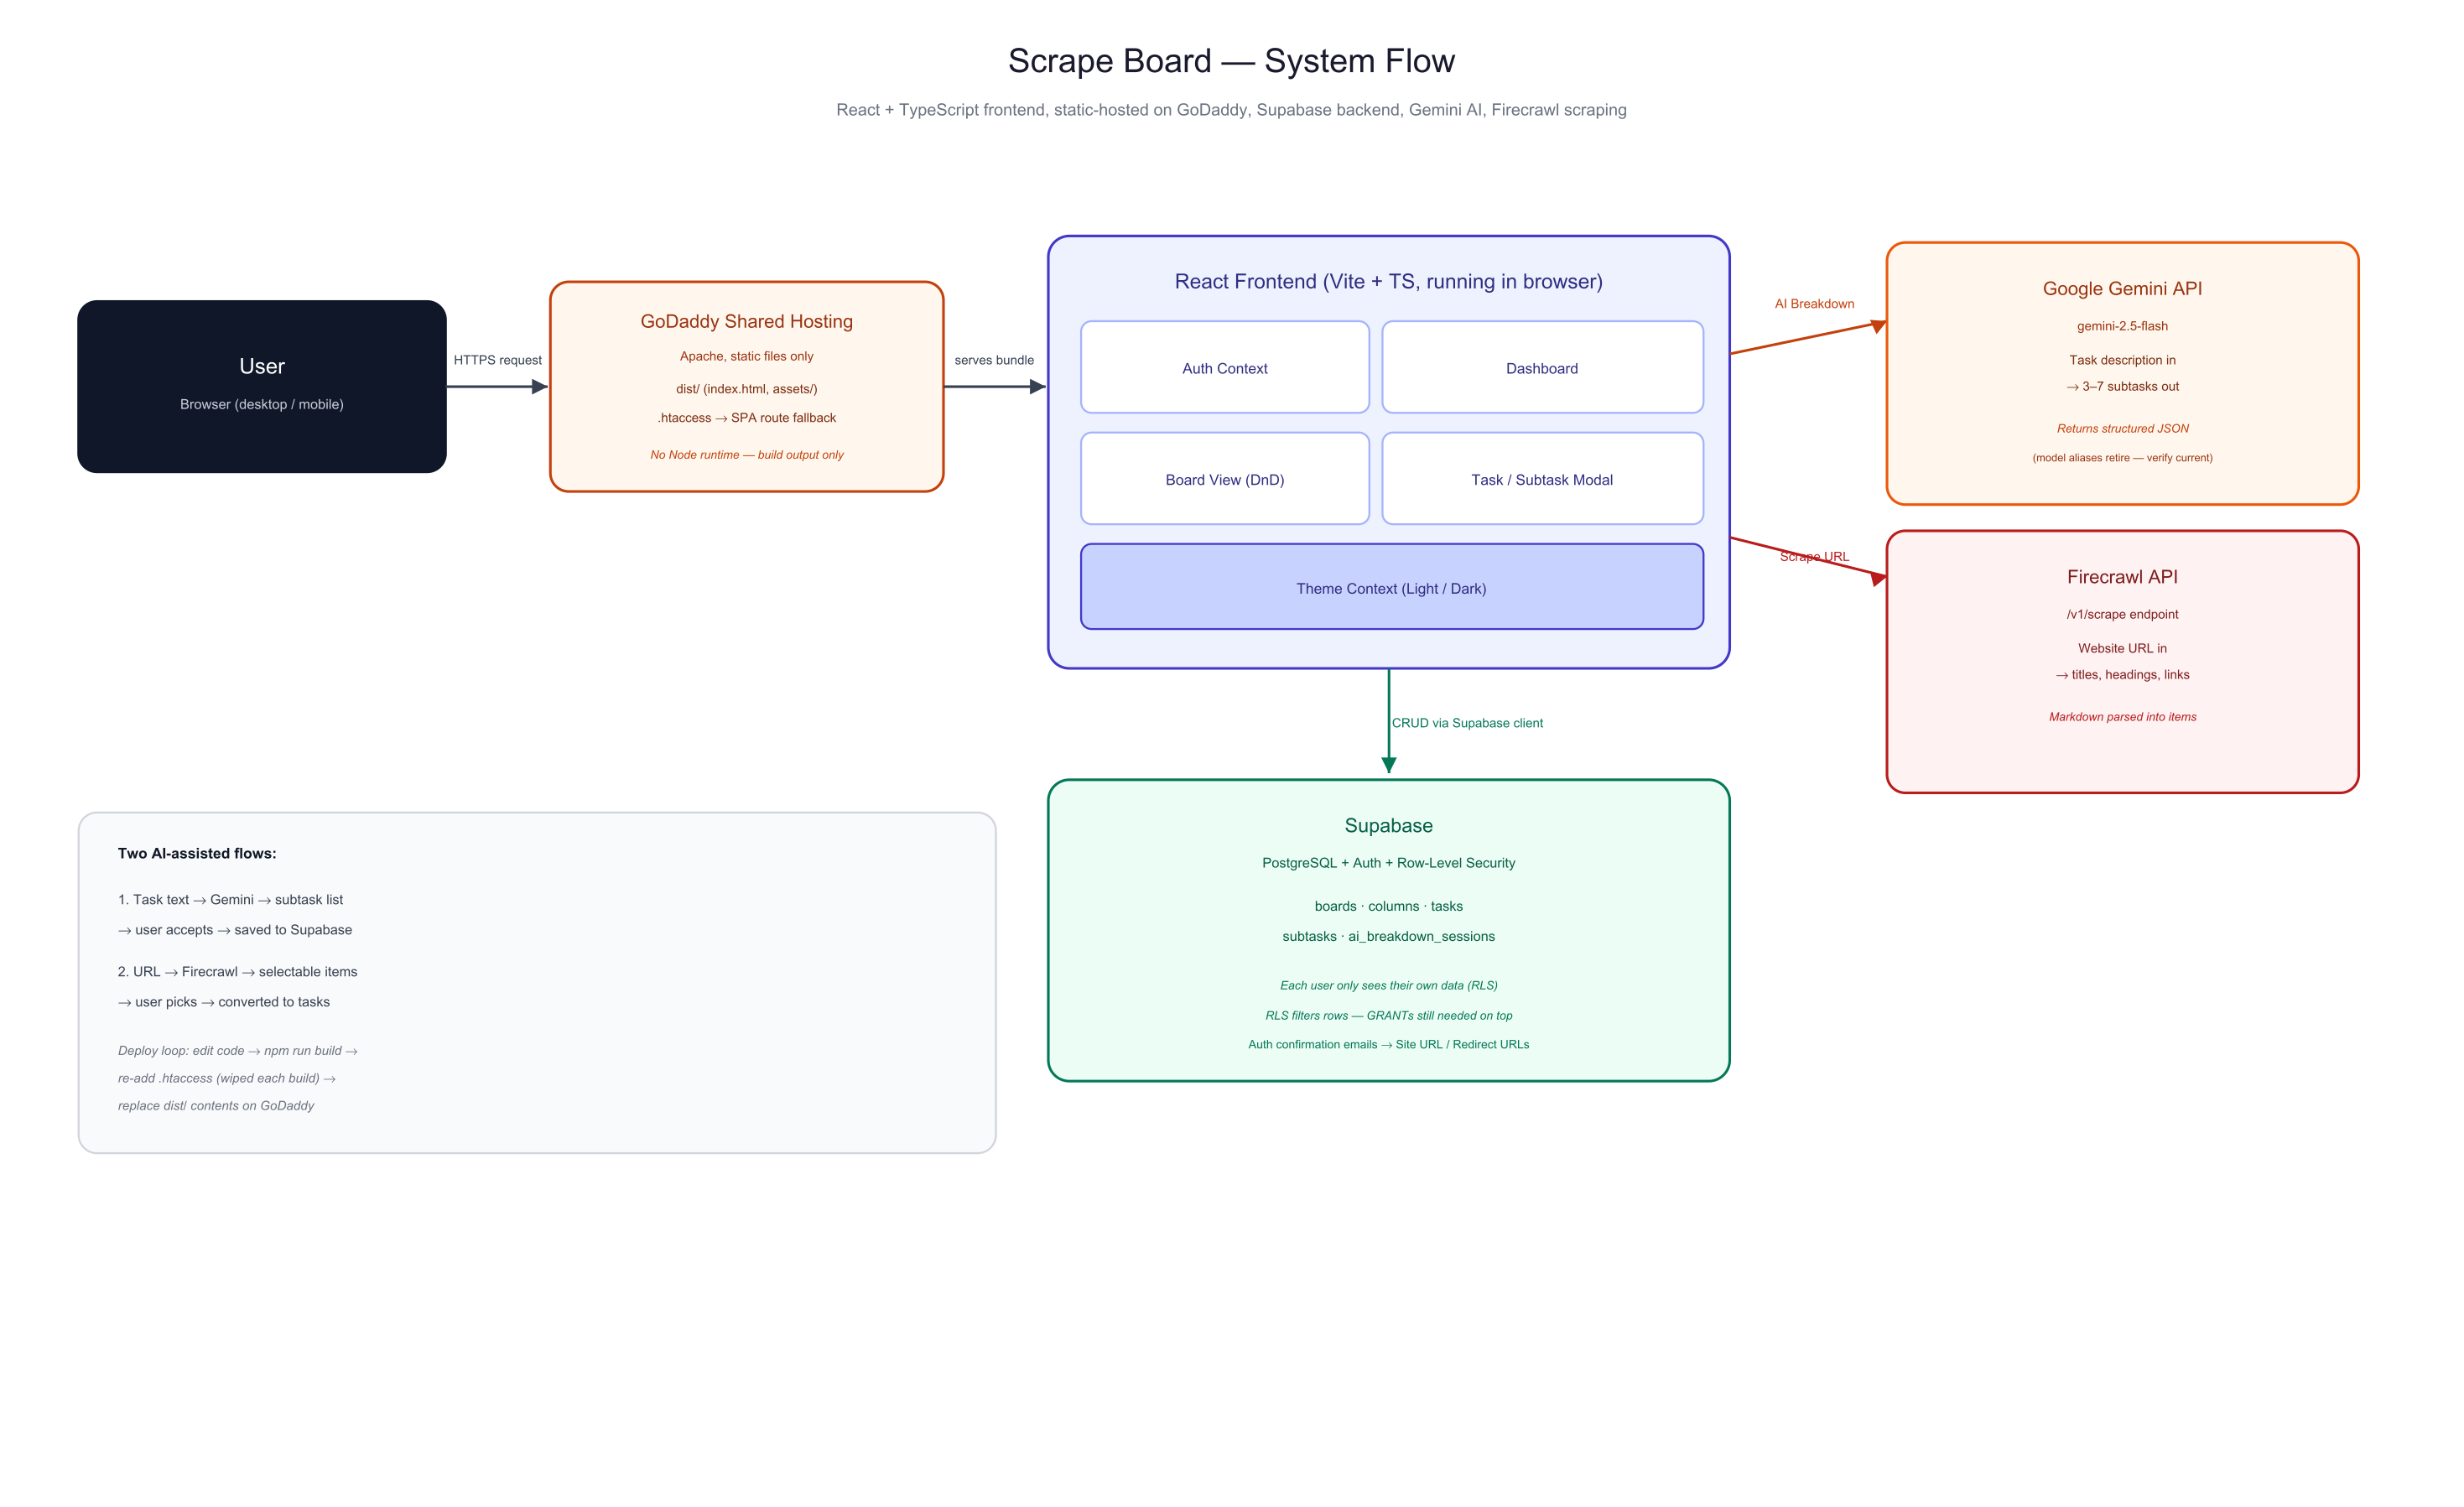 Scrape Board — System Flow
React + TypeScript frontend, static-hosted on GoDaddy, Supabase backend, Gemini AI, Firecrawl scraping
User
Browser (desktop / mobile)
HTTPS request
GoDaddy Shared Hosting
Apache, static files only
dist/ (index.html, assets/)
.htaccess → SPA route fallback
No Node runtime — build output only
serves bundle
React Frontend (Vite + TS, running in browser)
Auth Context
Dashboard
Board View (DnD)
Task / Subtask Modal
Theme Context (Light / Dark)
AI Breakdown
Google Gemini API
gemini-2.5-flash
Task description in
→ 3–7 subtasks out
Returns structured JSON
(model aliases retire — verify current)
Scrape URL
Firecrawl API
/v1/scrape endpoint
Website URL in
→ titles, headings, links
Markdown parsed into items
CRUD via Supabase client
Supabase
PostgreSQL + Auth + Row-Level Security
boards · columns · tasks
subtasks · ai_breakdown_sessions
Each user only sees their own data (RLS)
RLS filters rows — GRANTs still needed on top
Auth confirmation emails → Site URL / Redirect URLs
Two AI-assisted flows:
1. Task text → Gemini → subtask list
→ user accepts → saved to Supabase
2. URL → Firecrawl → selectable items
→ user picks → converted to tasks
Deploy loop: edit code → npm run build →
re-add .htaccess (wiped each build) →
replace dist/ contents on GoDaddy